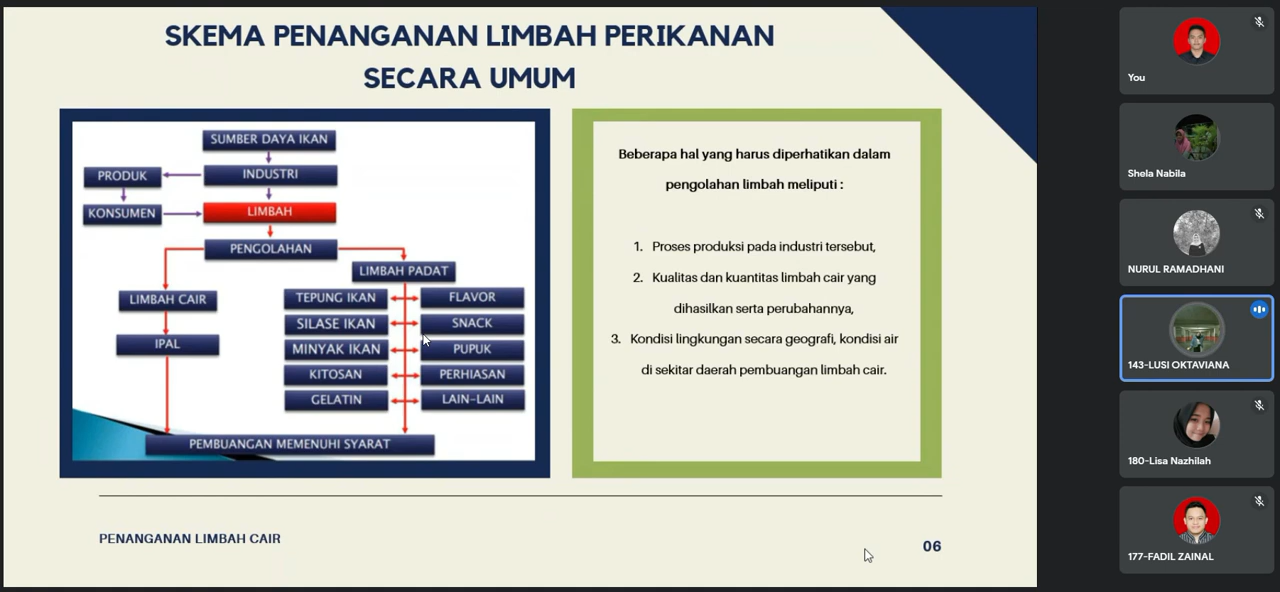 SKEMA PENANGANAN LIMBAH PERIKANAN
SECARA UMUM
SUMBER DAYA IKAN
PRODUK
INDUSTRI
KONSUMEN
LIMBAH
PENGOLAHAN
LIMBAH PADAT
LIMBAH CAIR
TEPUNG IKAN
FLAVOR
SILASE IKAN
SNACK
IPAL
MINYAK IKAN
PUPUK
KITOSAN
PERHIASAN
GELATIN
LAIN-LAIN
PEMBUANGAN MEMENUHI SYARAT
Beberapa hal yang harus diperhatikan dalam
pengolahan limbah meliputi :
1. Proses produksi pada industri tersebut,
2. Kualitas dan kuantitas limbah cair yang
dihasilkan serta perubahannya,
3. Kondisi lingkungan secara geografi, kondisi air
di sekitar daerah pembuangan limbah cair.
PENANGANAN LIMBAH CAIR
06
You
Shela Nabila
NURUL RAMADHANI
143-LUSI OKTAVIANA
180-Lisa Nazhilah
177-FADIL ZAINAL